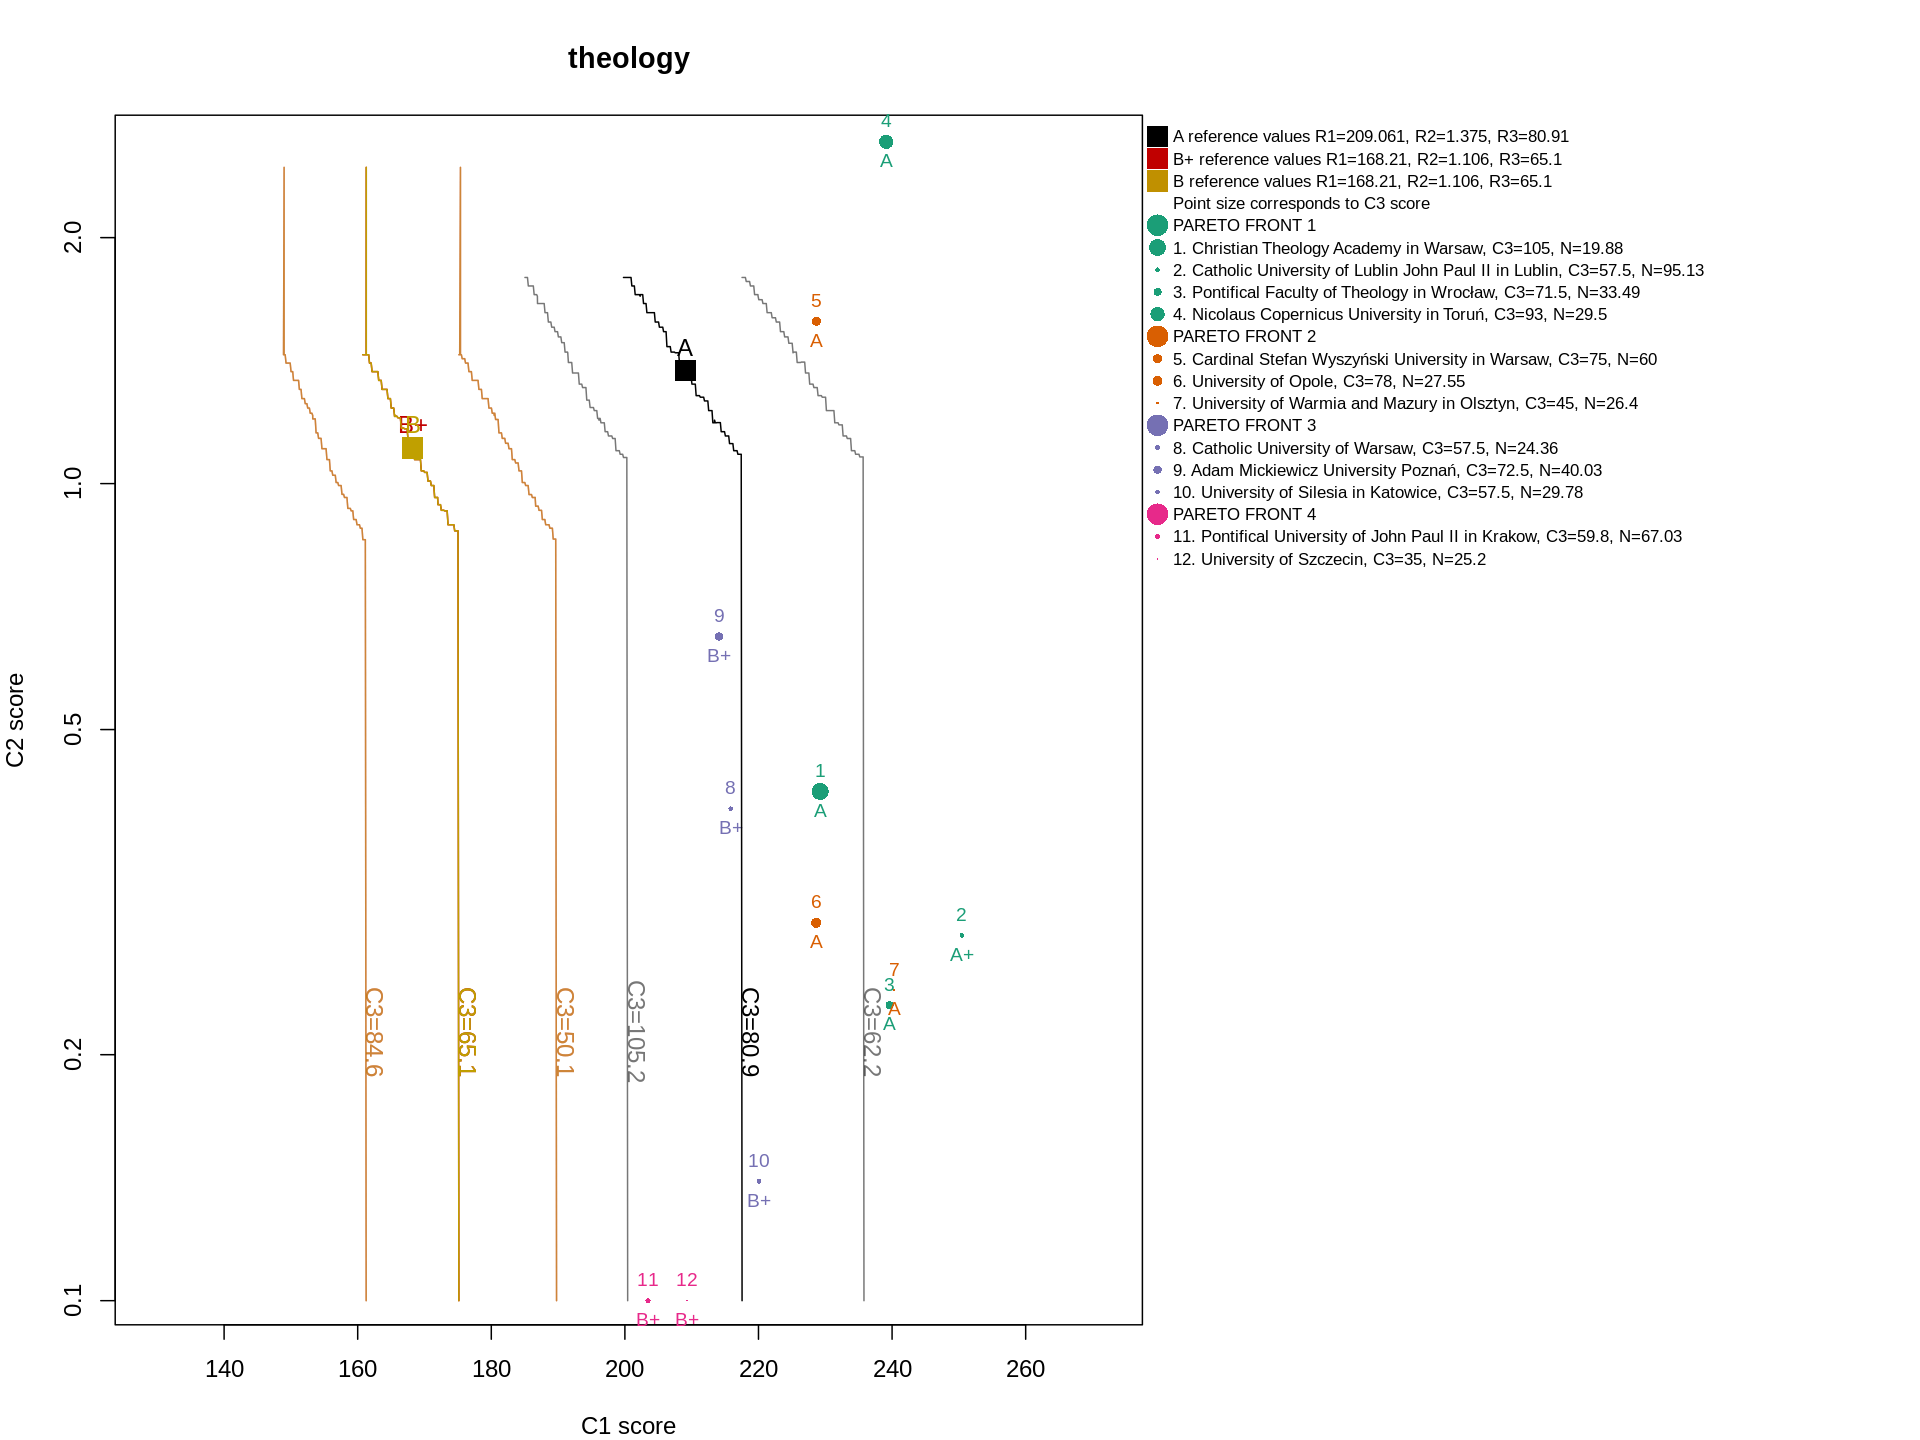 theology
4
A
5
A
A
B+
B
9
B+
8
B+
1
A
6
A
2
A+
7
A
3
A
C3=84.6
C3=65.1
C3=50.1
C3=105.2
C3=80.9
C3=62.2
10
B+
11
B+
12
B+
C2 score
2.0
1.0
0.5
0.2
0.1
140 160 180 200 220 240 260
C1 score
A reference values R1=209.061, R2=1.375, R3=80.91
B+ reference values R1=168.21, R2=1.106, R3=65.1
B reference values R1=168.21, R2=1.106, R3=65.1
Point size corresponds to C3 score
PARETO FRONT 1
1. Christian Theology Academy in Warsaw, C3=105, N=19.88
2. Catholic University of Lublin John Paul II in Lublin, C3=57.5, N=95.13
3. Pontifical Faculty of Theology in Wrocław, C3=71.5, N=33.49
4. Nicolaus Copernicus University in Toruń, C3=93, N=29.5
PARETO FRONT 2
5. Cardinal Stefan Wyszyński University in Warsaw, C3=75, N=60
6. University of Opole, C3=78, N=27.55
7. University of Warmia and Mazury in Olsztyn, C3=45, N=26.4
PARETO FRONT 3
8. Catholic University of Warsaw, C3=57.5, N=24.36
9. Adam Mickiewicz University Poznań, C3=72.5, N=40.03
10. University of Silesia in Katowice, C3=57.5, N=29.78
PARETO FRONT 4
11. Pontifical University of John Paul II in Krakow, C3=59.8, N=67.03
12. University of Szczecin, C3=35, N=25.2